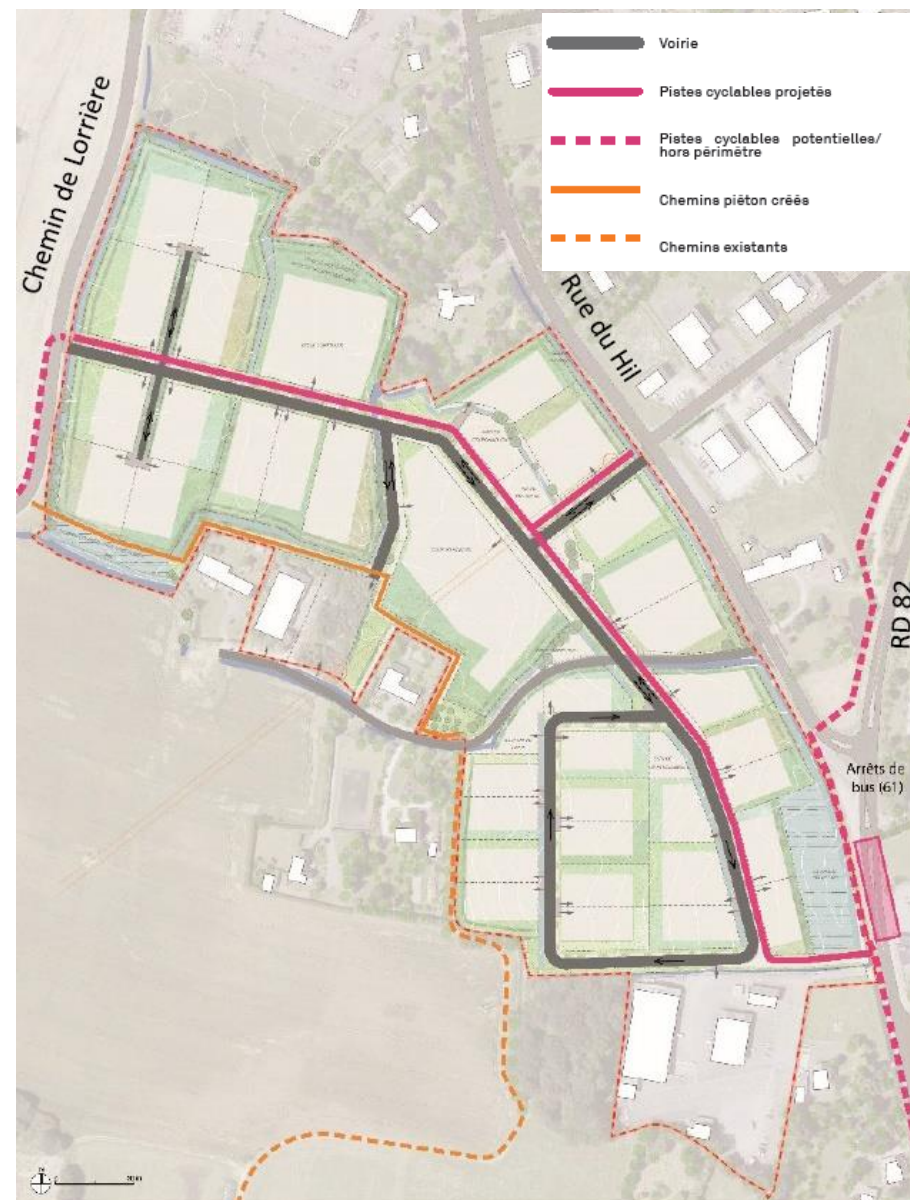 Voirie
Pistes cyclables projetés
Pistes cyclables potentielles/
hors périmètre
Chemins piéton créés
Chemins existants
Chemin de Lorrière
Rue du Hil
RD 82
Arrêts de
bus (61)